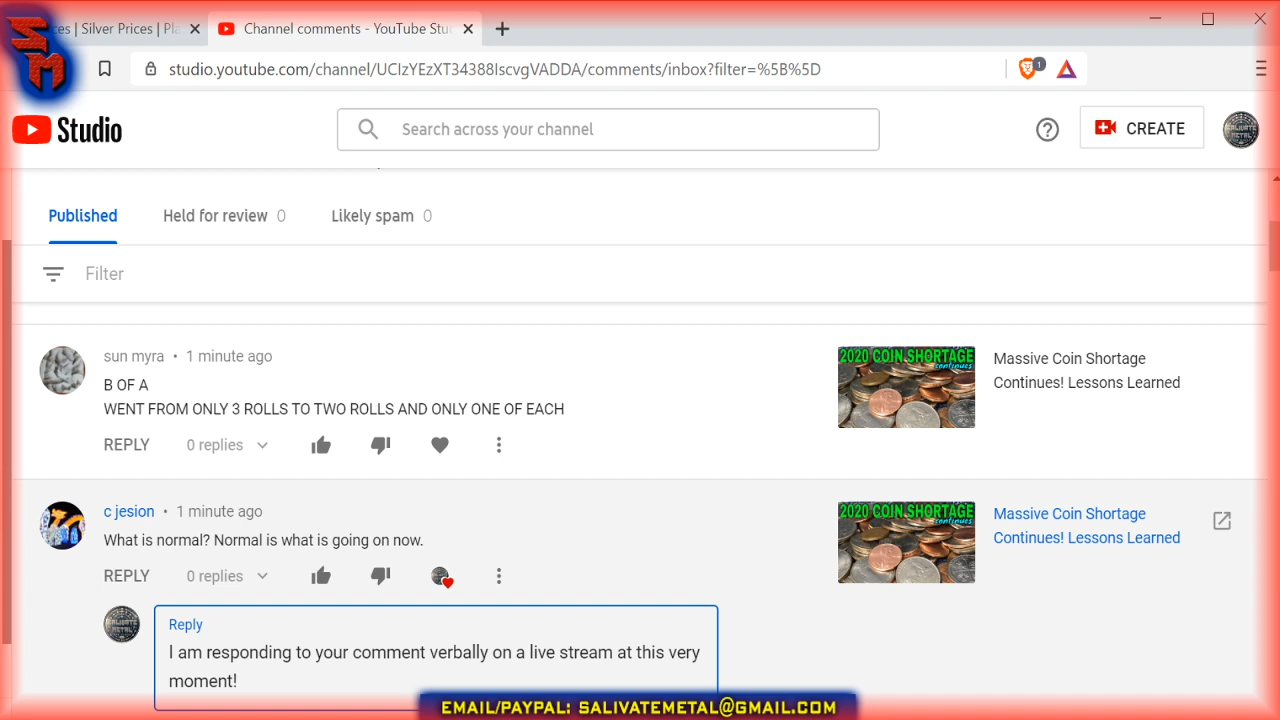 SM
es | Silver Prices | Pla
Channel comments - YouTube Stu
studio.youtube.com/channel/UCIzYEzXT34388IscvgVADDA/comments/inbox?filter=%5B%5D
1
Studio
Search across your channel
CREATE
Published
Held for review 0
Likely spam 0
Filter
sun myra • 1 minute ago
B OF A
WENT FROM ONLY 3 ROLLS TO TWO ROLLS AND ONLY ONE OF EACH
REPLY
0 replies
2020 COIN SHORTAGE
continues
Massive Coin Shortage
Continues! Lessons Learned
c jesion • 1 minute ago
What is normal? Normal is what is going on now.
REPLY
0 replies
2020 COIN SHORTAGE
continues
Massive Coin Shortage
Continues! Lessons Learned
SALIVATE
METAL
Reply
I am responding to your comment verbally on a live stream at this very
moment!
EMAIL/PAYPAL: SALIVATEMETAL@GMAIL.COM